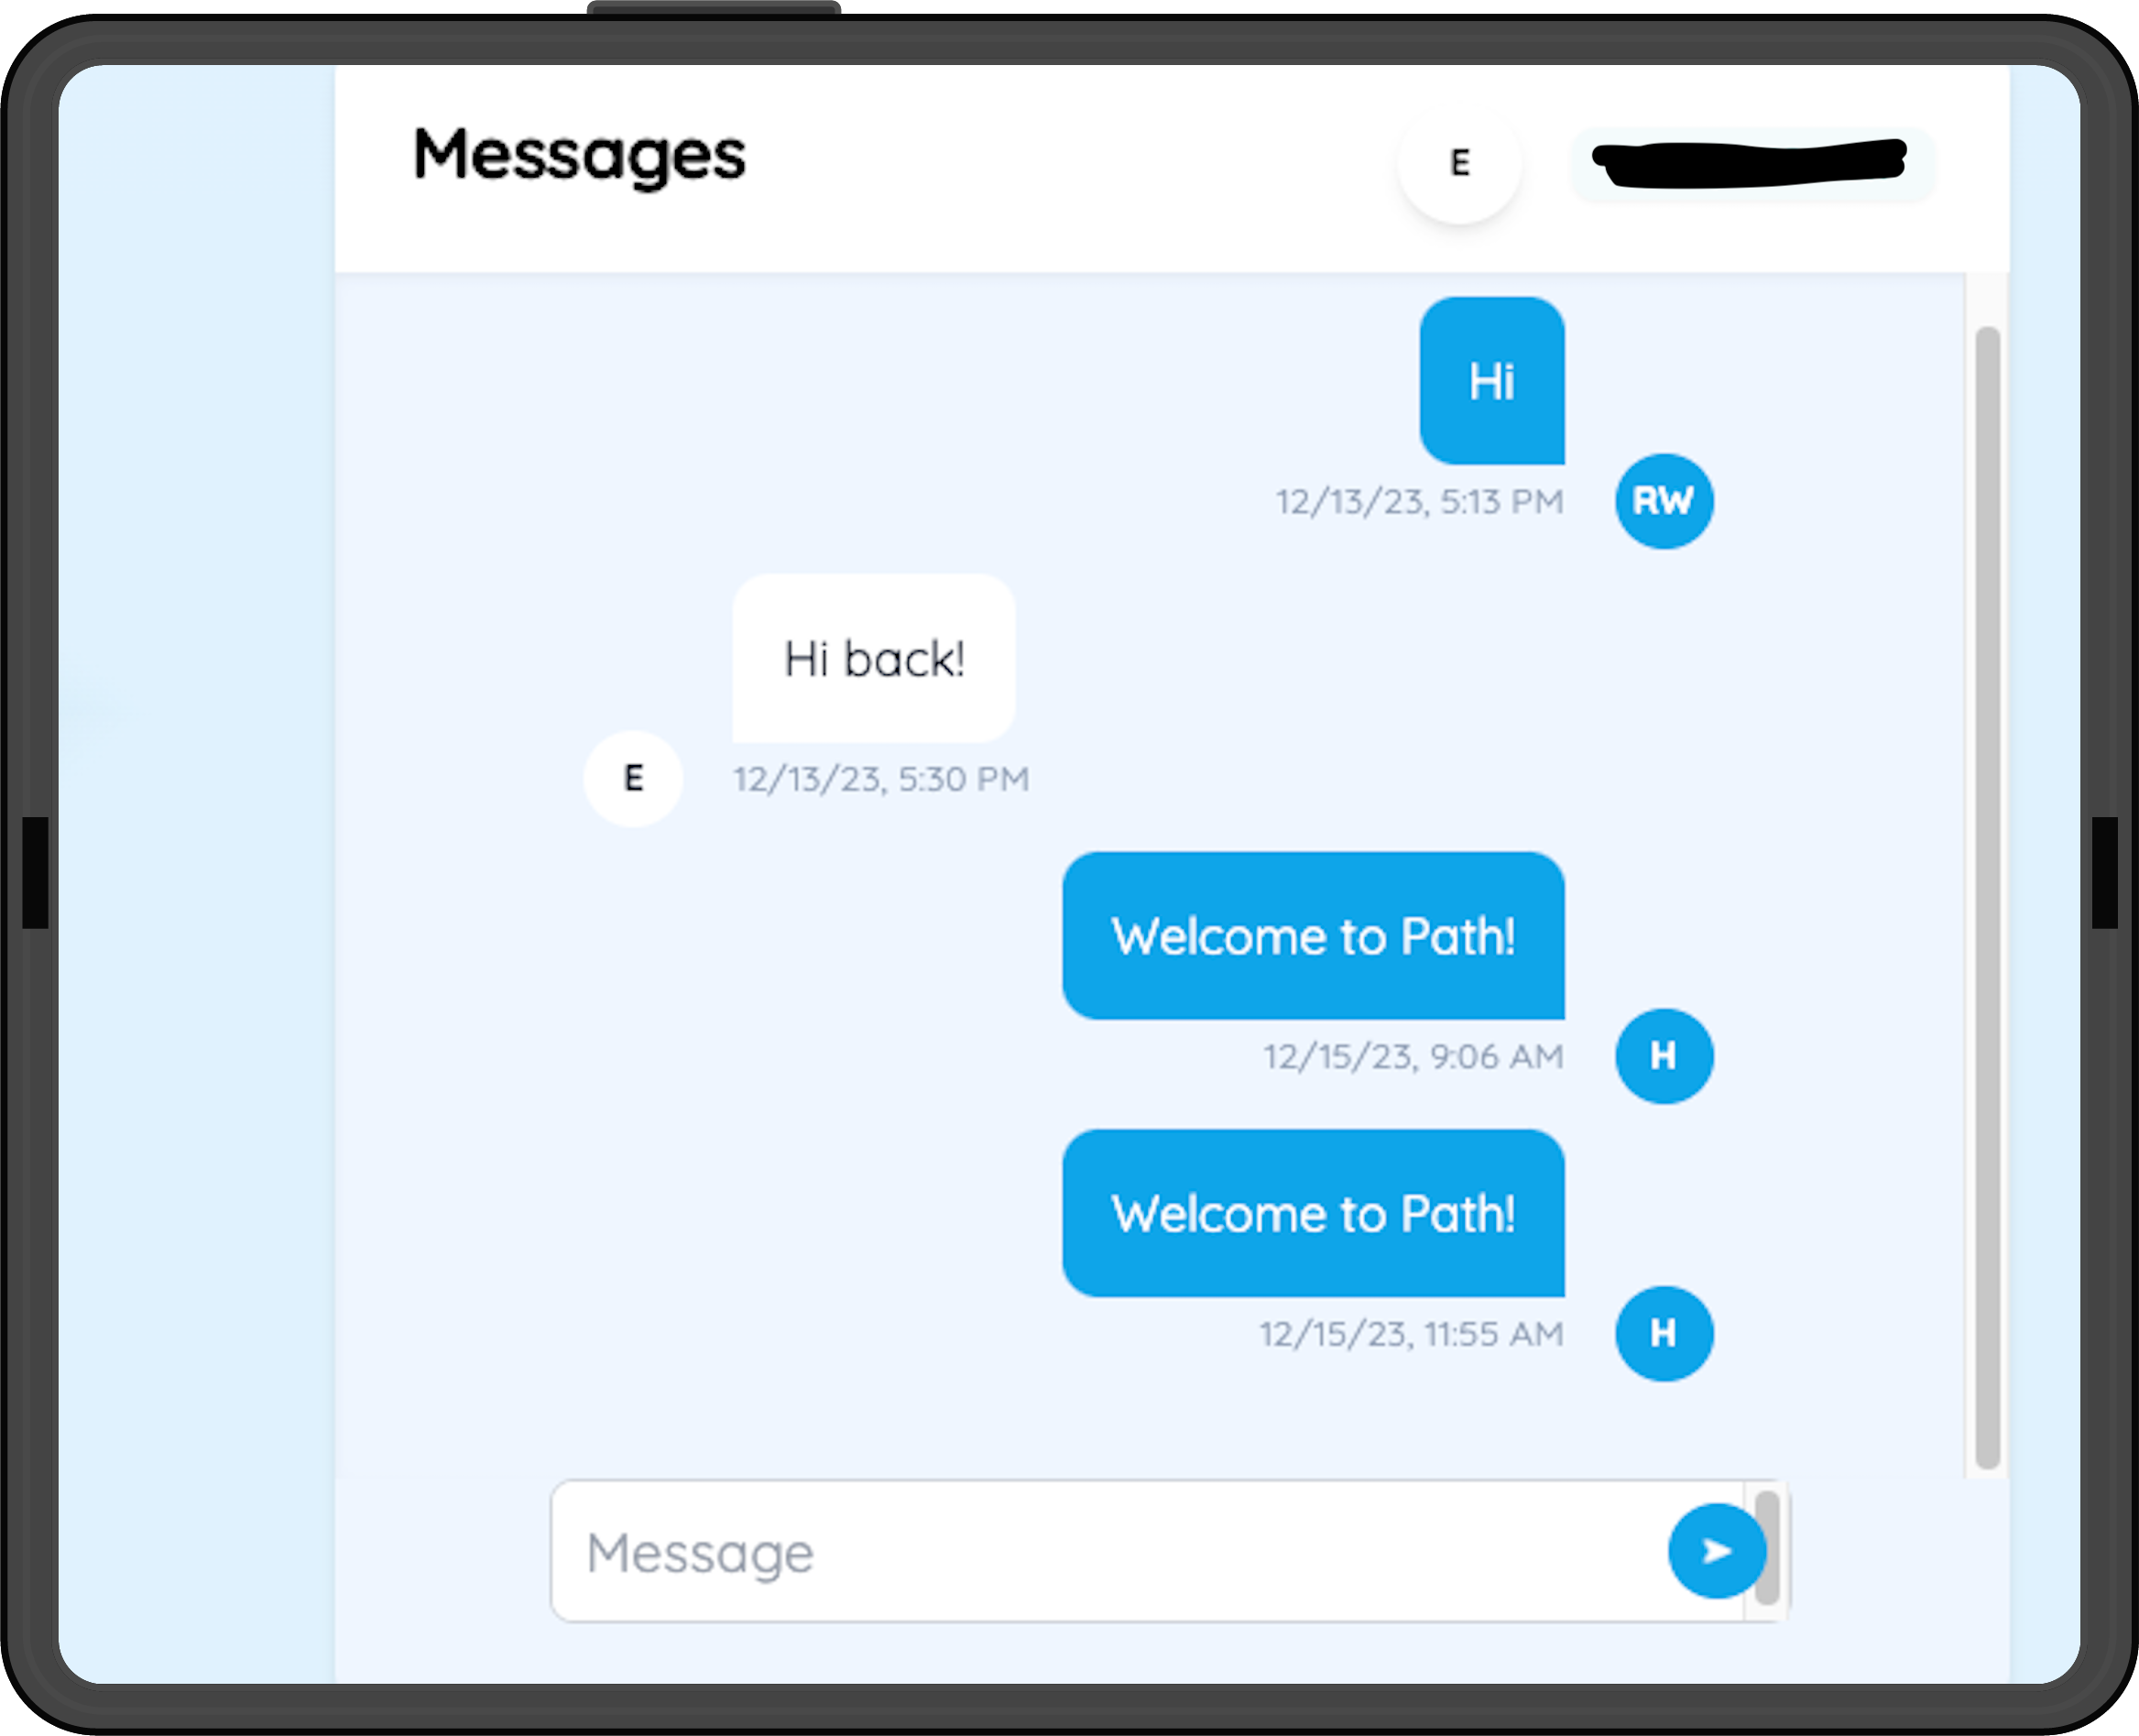 Messages
E
Hi
12/13/23, 5:13 PM
RW
Hi back!
E
12/13/23, 5:30 PM
Welcome to Path!
12/15/23, 9:06 AM
H
Welcome to Path!
12/15/23, 11:55 AM
H
Message